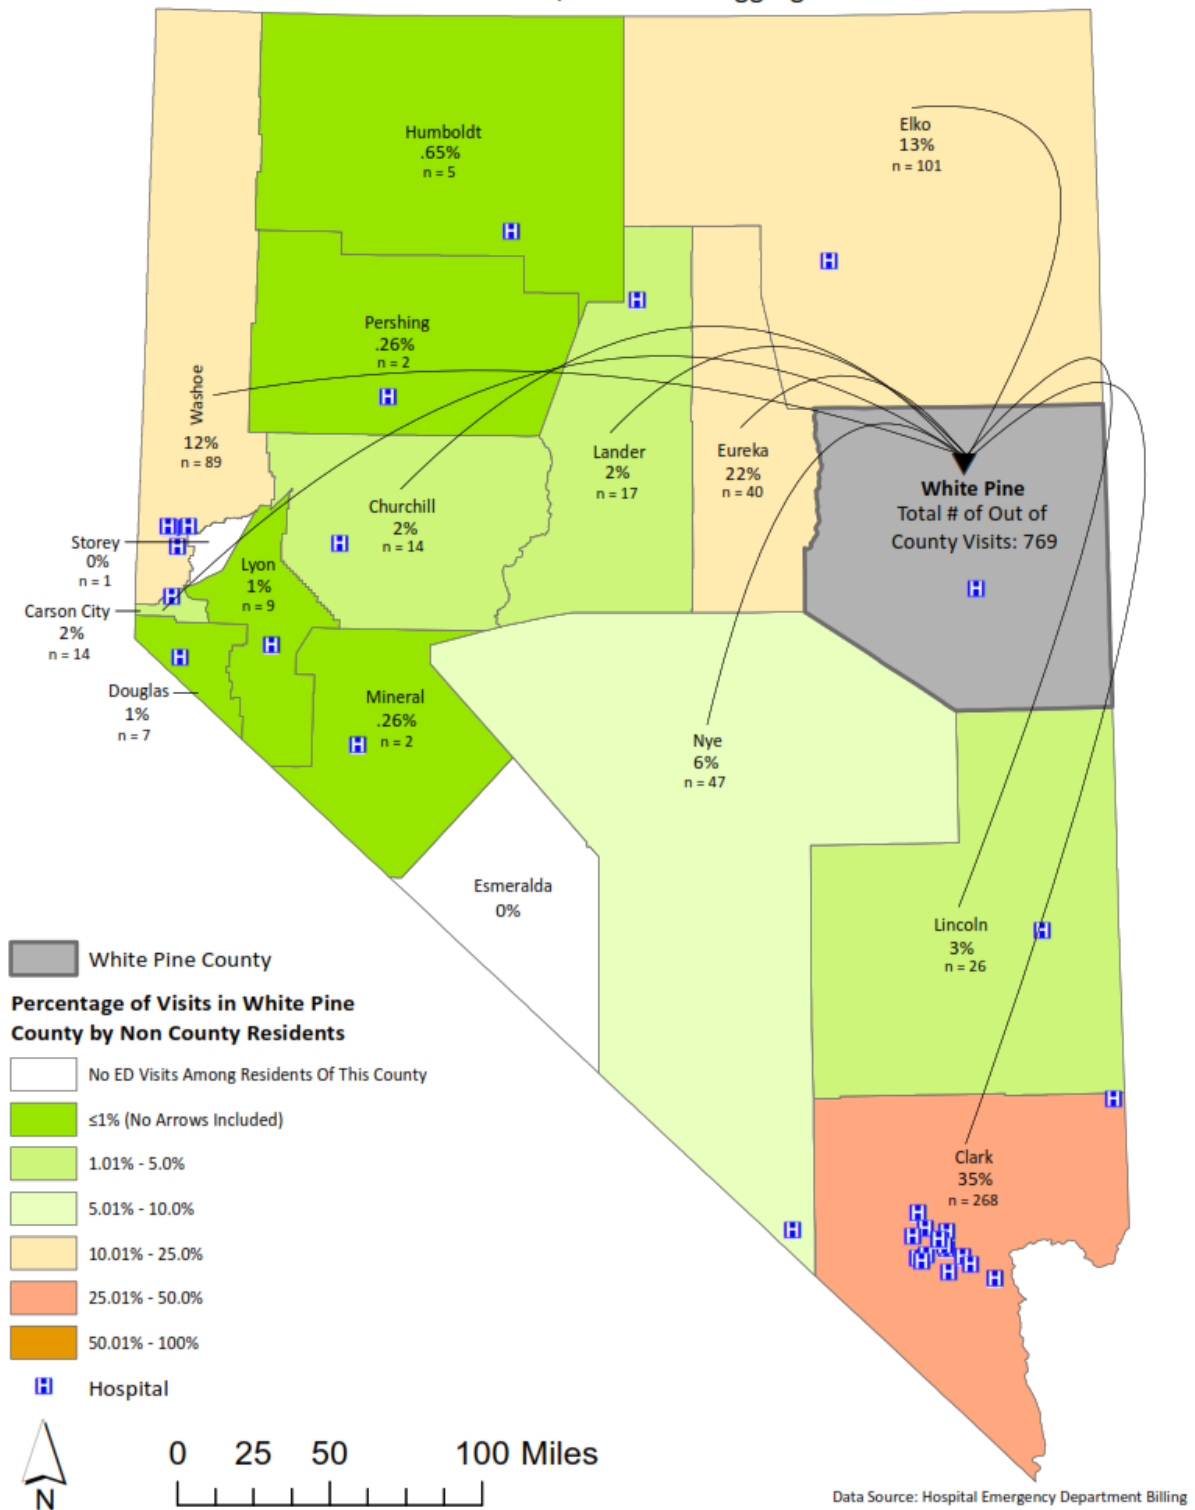 Humboldt
.65%
n = 5
Elko
13%
n = 101
Pershing
.26%
n = 2
Washoe
12%
n = 89
Lander
2%
n = 17
Eureka
22%
n = 40
White Pine
Total # of Out of
County Visits: 769
Churchill
2%
n = 14
Storey
0%
n = 1
Lyon
1%
n = 9
Carson City
2%
n = 14
Douglas
1%
n = 7
Mineral
.26%
n = 2
Nye
6%
n = 47
Esmeralda
0%
Lincoln
3%
n = 26
Clark
35%
n = 268
White Pine County
Percentage of Visits in White Pine
County by Non County Residents
No ED Visits Among Residents Of This County
≤1% (No Arrows Included)
1.01% - 5.0%
5.01% - 10.0%
10.01% - 25.0%
25.01% - 50.0%
50.01% - 100%
H Hospital
N
0 25 50 100 Miles
Data Source: Hospital Emergency Department Billing